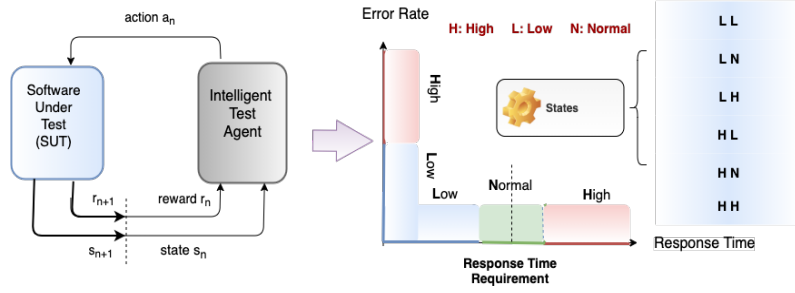 action an
Software
Under
Test
(SUT)
Intelligent
Test
Agent
rn+1
reward rn
sn+1
state sn
Error Rate
H: High L: Low N: Normal
High
Low
Low
Normal
High
Response Time
Requirement
States
L L
L N
L H
H L
H N
H H
Response Time